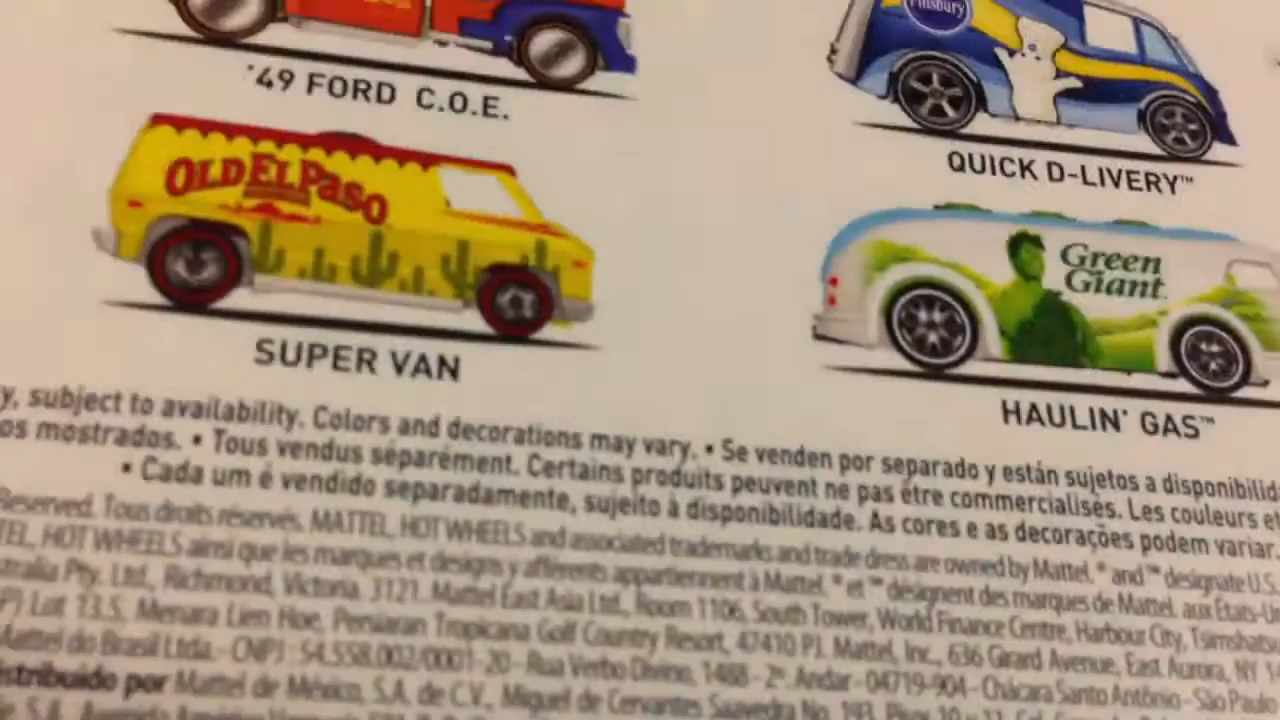 '49 FORD C.O.E.
Pillsbury
QUICK D-LIVERY™
OLD EL PASO
SUPER VAN
Green
Giant.
HAULIN' GAS™
y, subject to availability. Colors and decorations may vary. • Se venden por separado y están sujetos a disponibilid
os mostrados. • Tous vendus séparément. Certains produits peuvent ne pas être commercialisés. Les couleurs et
• Cada um é vendido separadamente, sujeito à disponibilidade. As cores e as decorações podem variar.
Reserved. Tous droits réservés. MATTEL, HOT WHEELS and associated trademarks and trade dress are owned by Mattel. ® and ™ designate U.S.
TEL, HOT WHEELS ainsi que les marques et designs y afférents appartiennent à Mattel. ® et ™ désignent des marques de Mattel aux États-Un
stralia Pty. Ltd., Richmond, Victoria. 3121. Mattel East Asia Ltd., Room 1106, South Tower, World Finance Centre, Harbour City, Tsimshats
Lot 13.5, Menara Lien Hoe, Persiaran Tropicana Golf Country Resort, 47410 PJ. Mattel, Inc., 636 Girard Avenue, East Aurora, NY 14
Mattel do Brasil Ltda. - CNPJ : 54.558.002/0001-20 - Rua Verbo Divino, 1488 - 2º. Andar - 04719-904 - Chácara Santo Antônio - São Paulo
istribuido por Mattel de México, S.A. de C.V., Miguel de Cervantes Saavedra No. 193, Pisos 10 y 11, Col.
S.A., Avenida